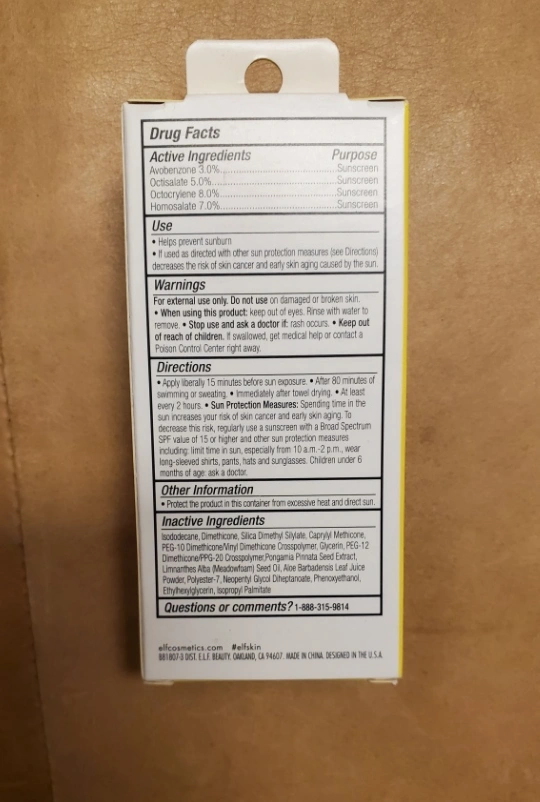 Drug Facts
Active Ingredients Purpose
Avobenzone 3.0%......................................Sunscreen
Octisalate 5.0%........................................Sunscreen
Octocrylene 8.0%.....................................Sunscreen
Homosalate 7.0%.....................................Sunscreen
Use
• Helps prevent sunburn
• If used as directed with other sun protection measures (see Directions)
decreases the risk of skin cancer and early skin aging caused by the sun.
Warnings
For external use only. Do not use on damaged or broken skin.
• When using this product: keep out of eyes. Rinse with water to
remove. • Stop use and ask a doctor if: rash occurs. • Keep out
of reach of children. If swallowed, get medical help or contact a
Poison Control Center right away.
Directions
• Apply liberally 15 minutes before sun exposure. • After 80 minutes of
swimming or sweating. • Immediately after towel drying. • At least
every 2 hours. • Sun Protection Measures: Spending time in the
sun increases your risk of skin cancer and early skin aging. To
decrease this risk, regularly use a sunscreen with a Broad Spectrum
SPF value of 15 or higher and other sun protection measures
including: limit time in sun, especially from 10 a.m.-2 p.m., wear
long-sleeved shirts, pants, hats and sunglasses. Children under 6
months of age: ask a doctor.
Other Information
• Protect the product in this container from excessive heat and direct sun.
Inactive Ingredients
Isododecane, Dimethicone, Silica Dimethyl Silylate, Caprylyl Methicone,
PEG-10 Dimethicone/Vinyl Dimethicone Crosspolymer, Glycerin, PEG-12
Dimethicone/PPG-20 Crosspolymer,Pongamia Pinnata Seed Extract,
Limnanthes Alba (Meadowfoam) Seed Oil, Aloe Barbadensis Leaf Juice
Powder, Polyester-7, Neopentyl Glycol Diheptanoate, Phenoxyethanol,
Ethylhexylglycerin, Isopropyl Palmitate
Questions or comments? 1-888-315-9814
elfcosmetics.com #elfskin
881807-3 DIST. E.L.F. BEAUTY, OAKLAND, CA 94607. MADE IN CHINA. DESIGNED IN THE U.S.A.